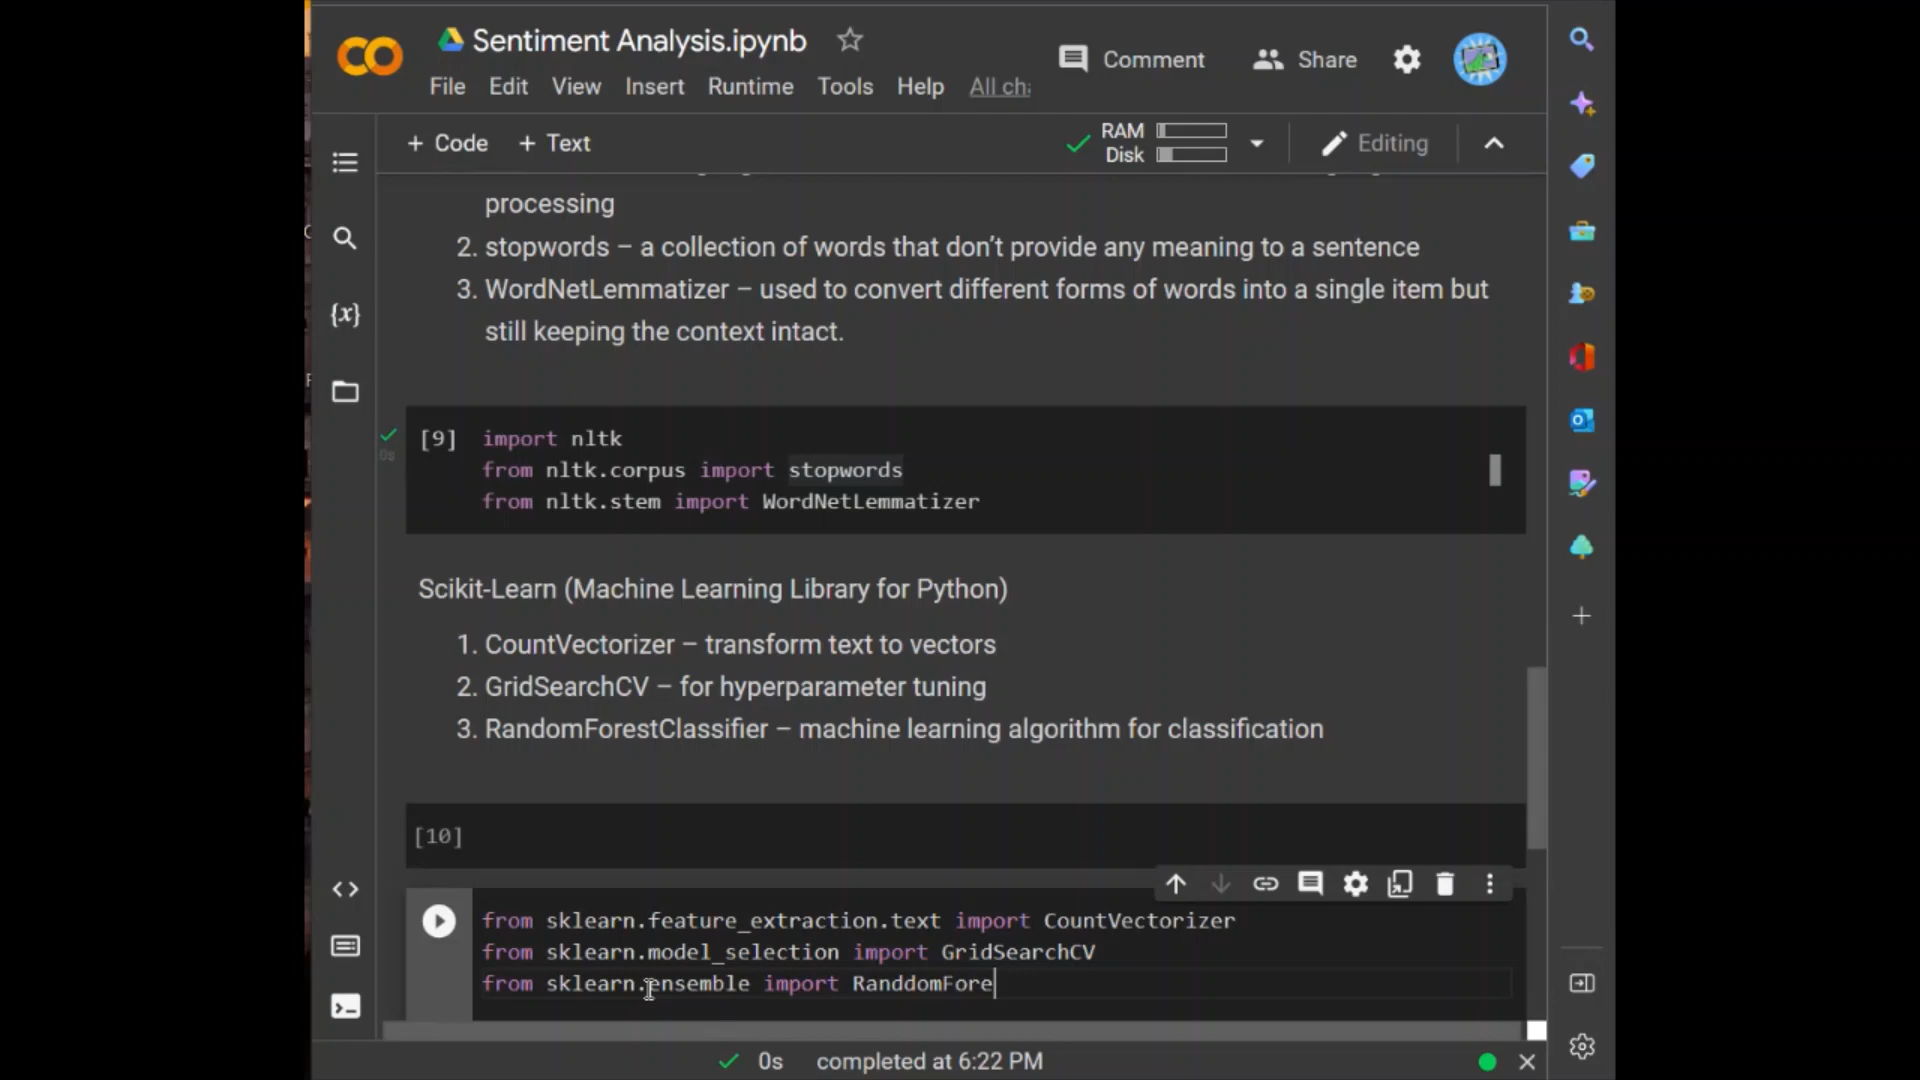 Sentiment Analysis.ipynb
Comment
Share
File Edit View Insert Runtime Tools Help All
+ Code + Text
RAM
Disk
Editing
processing
2. stopwords – a collection of words that don't provide any meaning to a sentence
3. WordNetLemmatizer – used to convert different forms of words into a single item but
still keeping the context intact.
[9]
0s
import nltk
from nltk.corpus import stopwords
from nltk.stem import WordNetLemmatizer
Scikit-Learn (Machine Learning Library for Python)
1. CountVectorizer – transform text to vectors
2. GridSearchCV – for hyperparameter tuning
3. RandomForestClassifier – machine learning algorithm for classification
[10]
from sklearn.feature_extraction.text import CountVectorizer
from sklearn.model_selection import GridSearchCV
from sklearn.ensemble import RanddomFore
0s completed at 6:22 PM